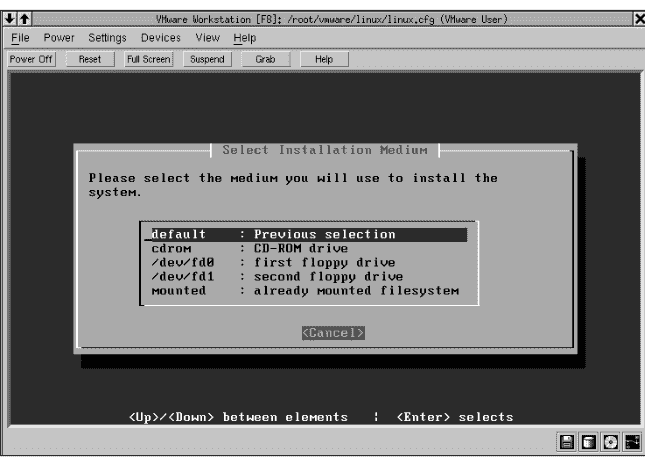 VMware Workstation [F8]: /root/vmware/linux/linux.cfg (VMware User)
File Power Settings Devices View Help
Power Off Reset Full Screen Suspend Grab Help
Select Installation Medium
Please select the medium you will use to install the
system.
default : Previous selection
cdrom : CD-ROM drive
/dev/fd0 : first floppy drive
/dev/fd1 : second floppy drive
mounted : already mounted filesystem
<Cancel>
<Up>/<Down> between elements ¦ <Enter> selects